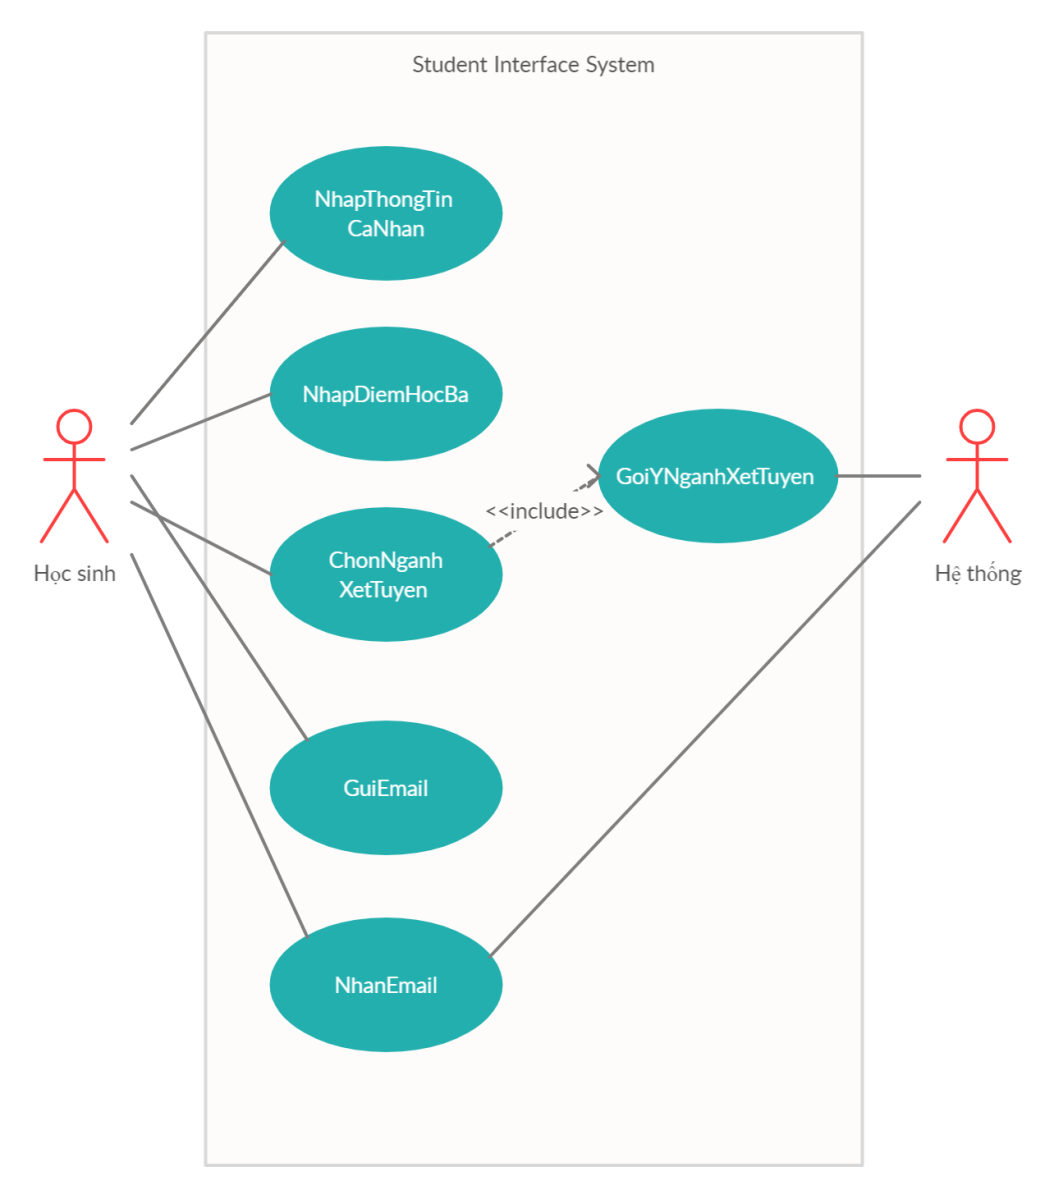 Student Interface System
NhapThongTin
CaNhan
NhapDiemHocBa
GoiYNganhXetTuyen
<<include>>
ChonNganh
XetTuyen
Học sinh
Hệ thống
GuiEmail
NhanEmail